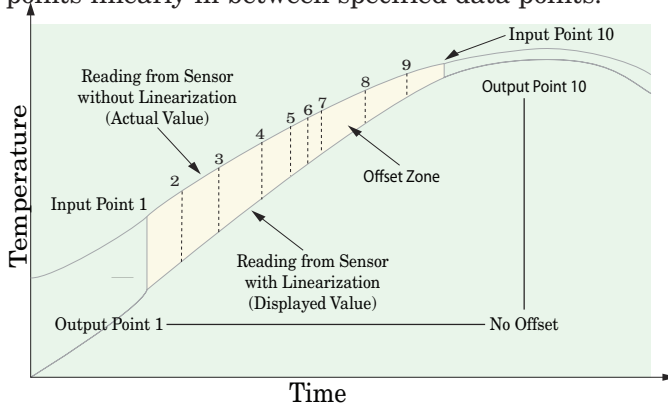 points linearly in between specified data points.
Input Point 10
Output Point 10
Reading from Sensor
without Linearization
(Actual Value)
9
8
7
6
5
4
3
2
Offset Zone
Input Point 1
Reading from Sensor
with Linearization
(Displayed Value)
Output Point 1
No Offset
Temperature
Time